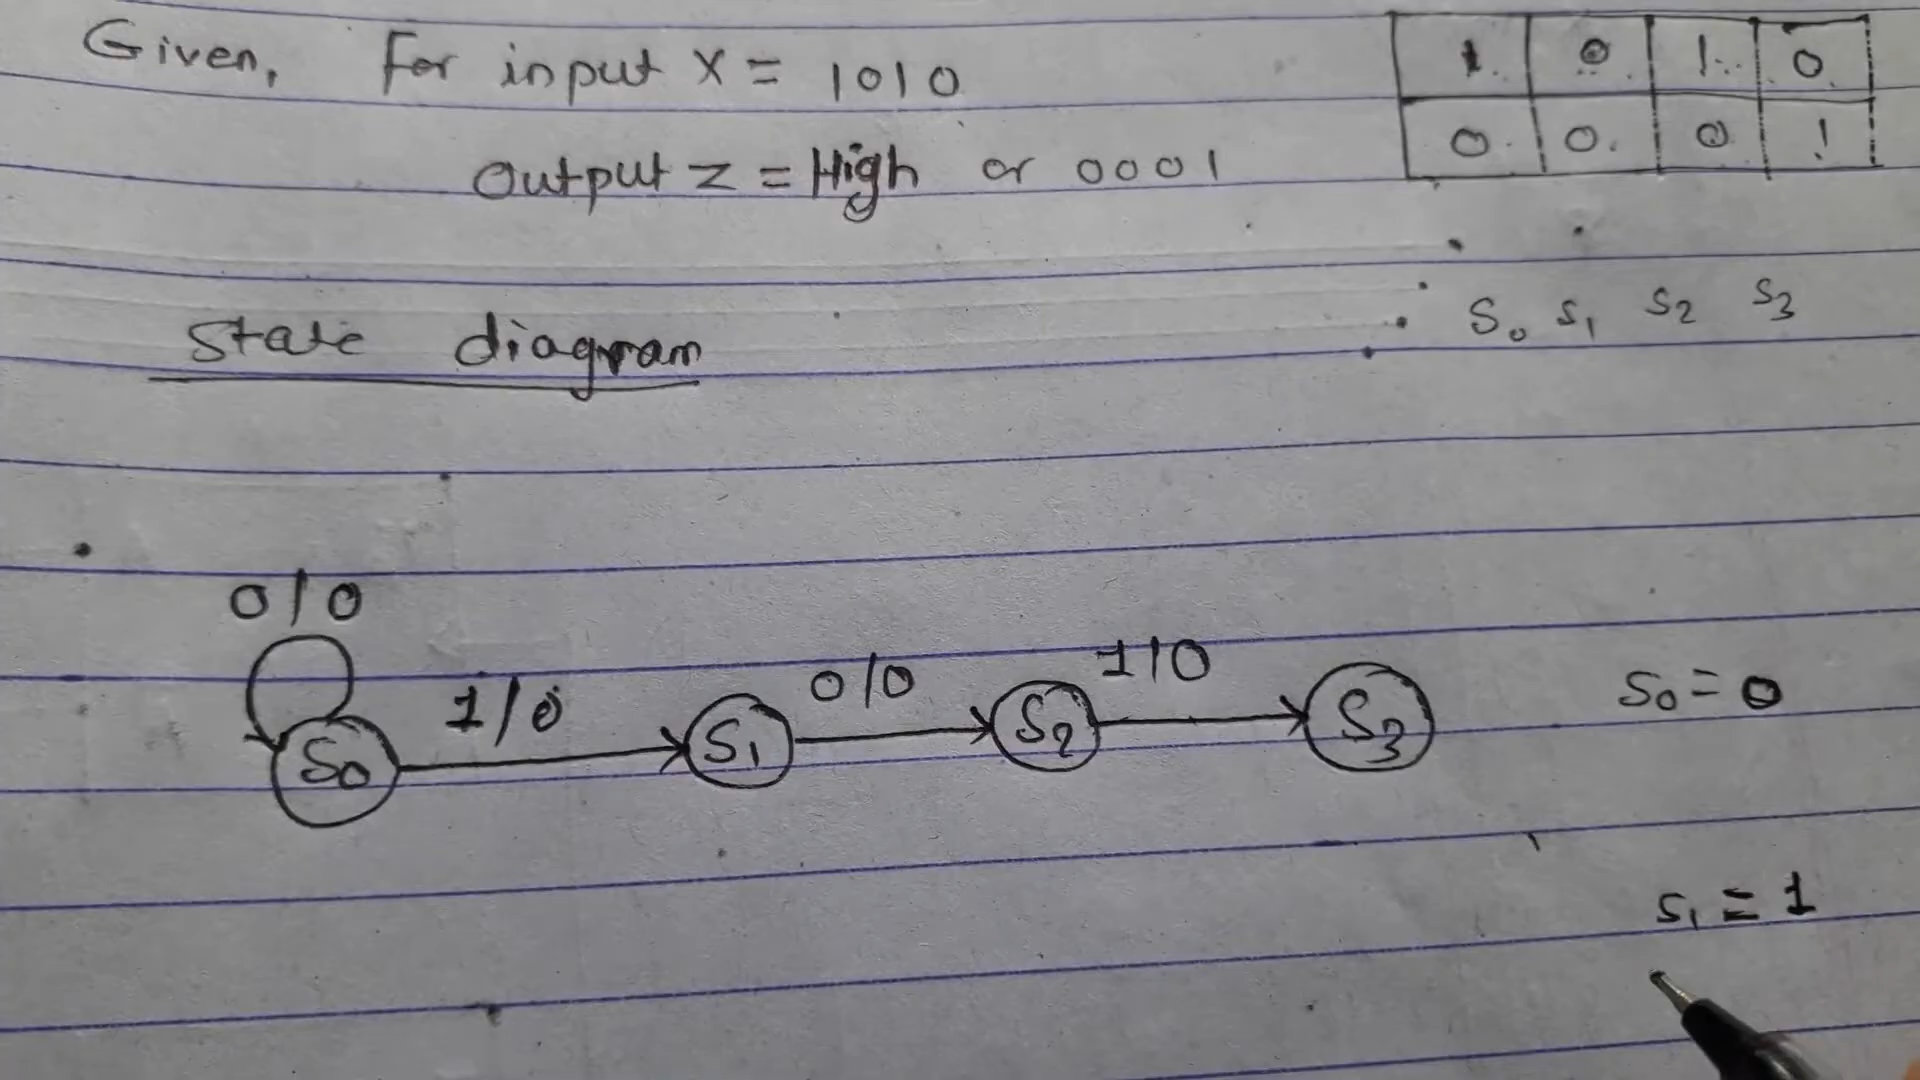 Given, For input X = 1010
Output Z = High or 0001
1 0 1 0
0 0 0 1
S0 S1 S2 S3
State diagram
0/0
1/0
0/0
1/0
S0
S1
S2
S3
S0 = 0
S1 = 1